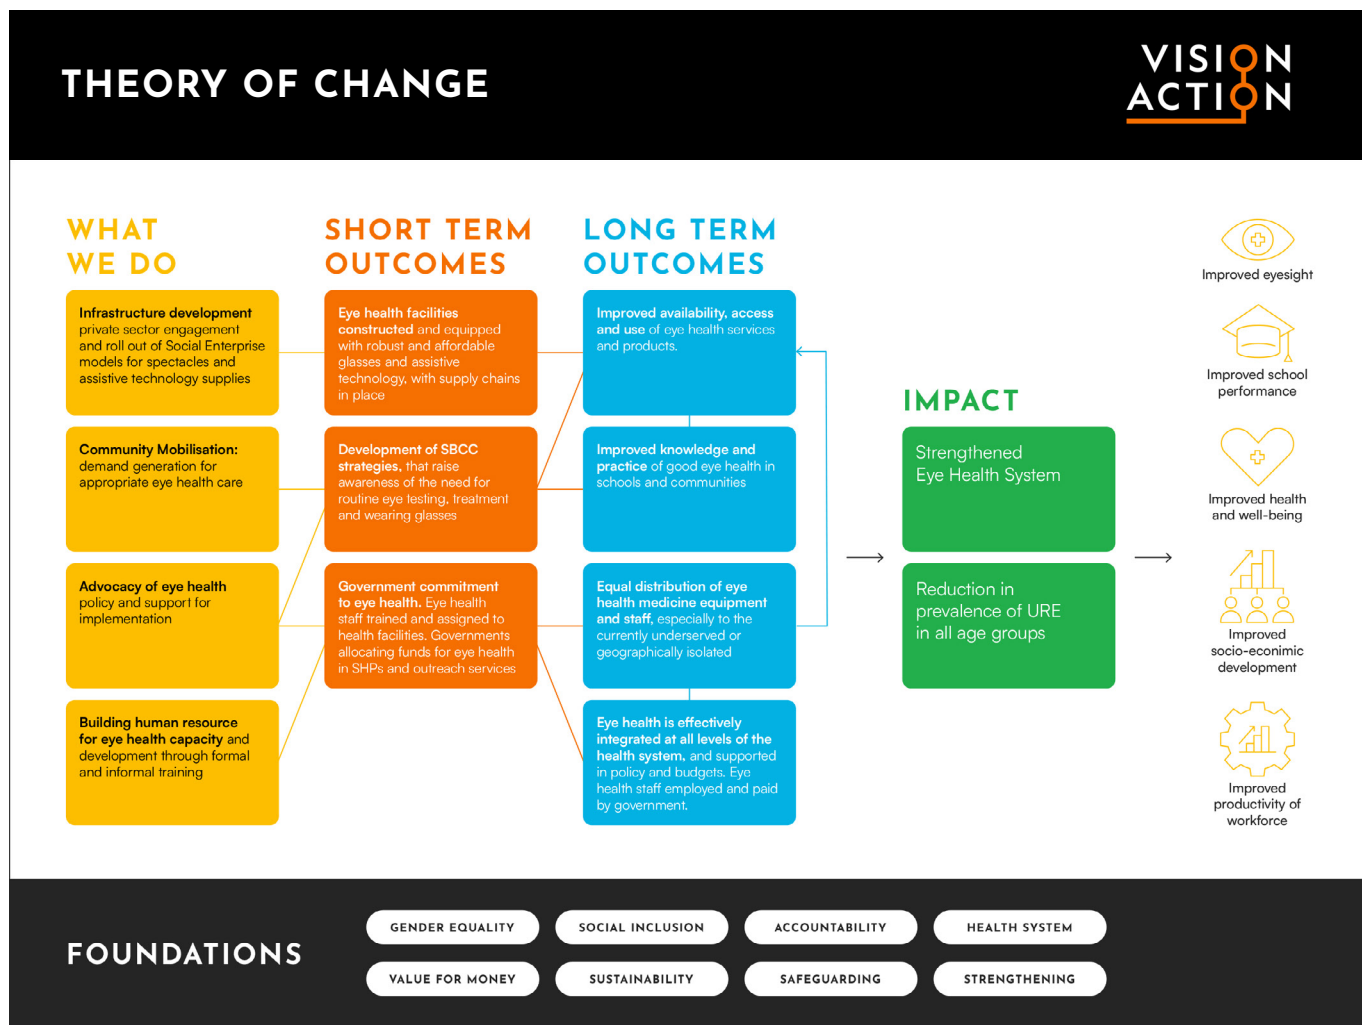 THEORY OF CHANGE
VISION
ACTION
WHAT
WE DO
Infrastructure development
private sector engagement
and roll out of Social Enterprise
models for spectacles and
assistive technology supplies
Community Mobilisation:
demand generation for
appropriate eye health care
Advocacy of eye health
policy and support for
implementation
Building human resource
for eye health capacity and
development through formal
and informal training
SHORT TERM
OUTCOMES
Eye health facilities
constructed and equipped
with robust and affordable
glasses and assistive
technology, with supply chains
in place
Development of SBCC
strategies, that raise
awareness of the need for
routine eye testing, treatment
and wearing glasses
Government commitment
to eye health. Eye health
staff trained and assigned to
health facilities. Governments
allocating funds for eye health
in SHPs and outreach services
LONG TERM
OUTCOMES
Improved availability, access
and use of eye health services
and products.
Improved knowledge and
practice of good eye health in
schools and communities
Equal distribution of eye
health medicine equipment
and staff, especially to the
currently underserved or
geographically isolated
Eye health is effectively
integrated at all levels of the
health system, and supported
in policy and budgets. Eye
health staff employed and paid
by government.
IMPACT
Strengthened
Eye Health System
Reduction in
prevalence of URE
in all age groups
Improved eyesight
Improved school
performance
Improved health
and well-being
Improved
socio-econimic
development
Improved
productivity of
workforce
FOUNDATIONS
GENDER EQUALITY
SOCIAL INCLUSION
ACCOUNTABILITY
HEALTH SYSTEM
VALUE FOR MONEY
SUSTAINABILITY
SAFEGUARDING
STRENGTHENING